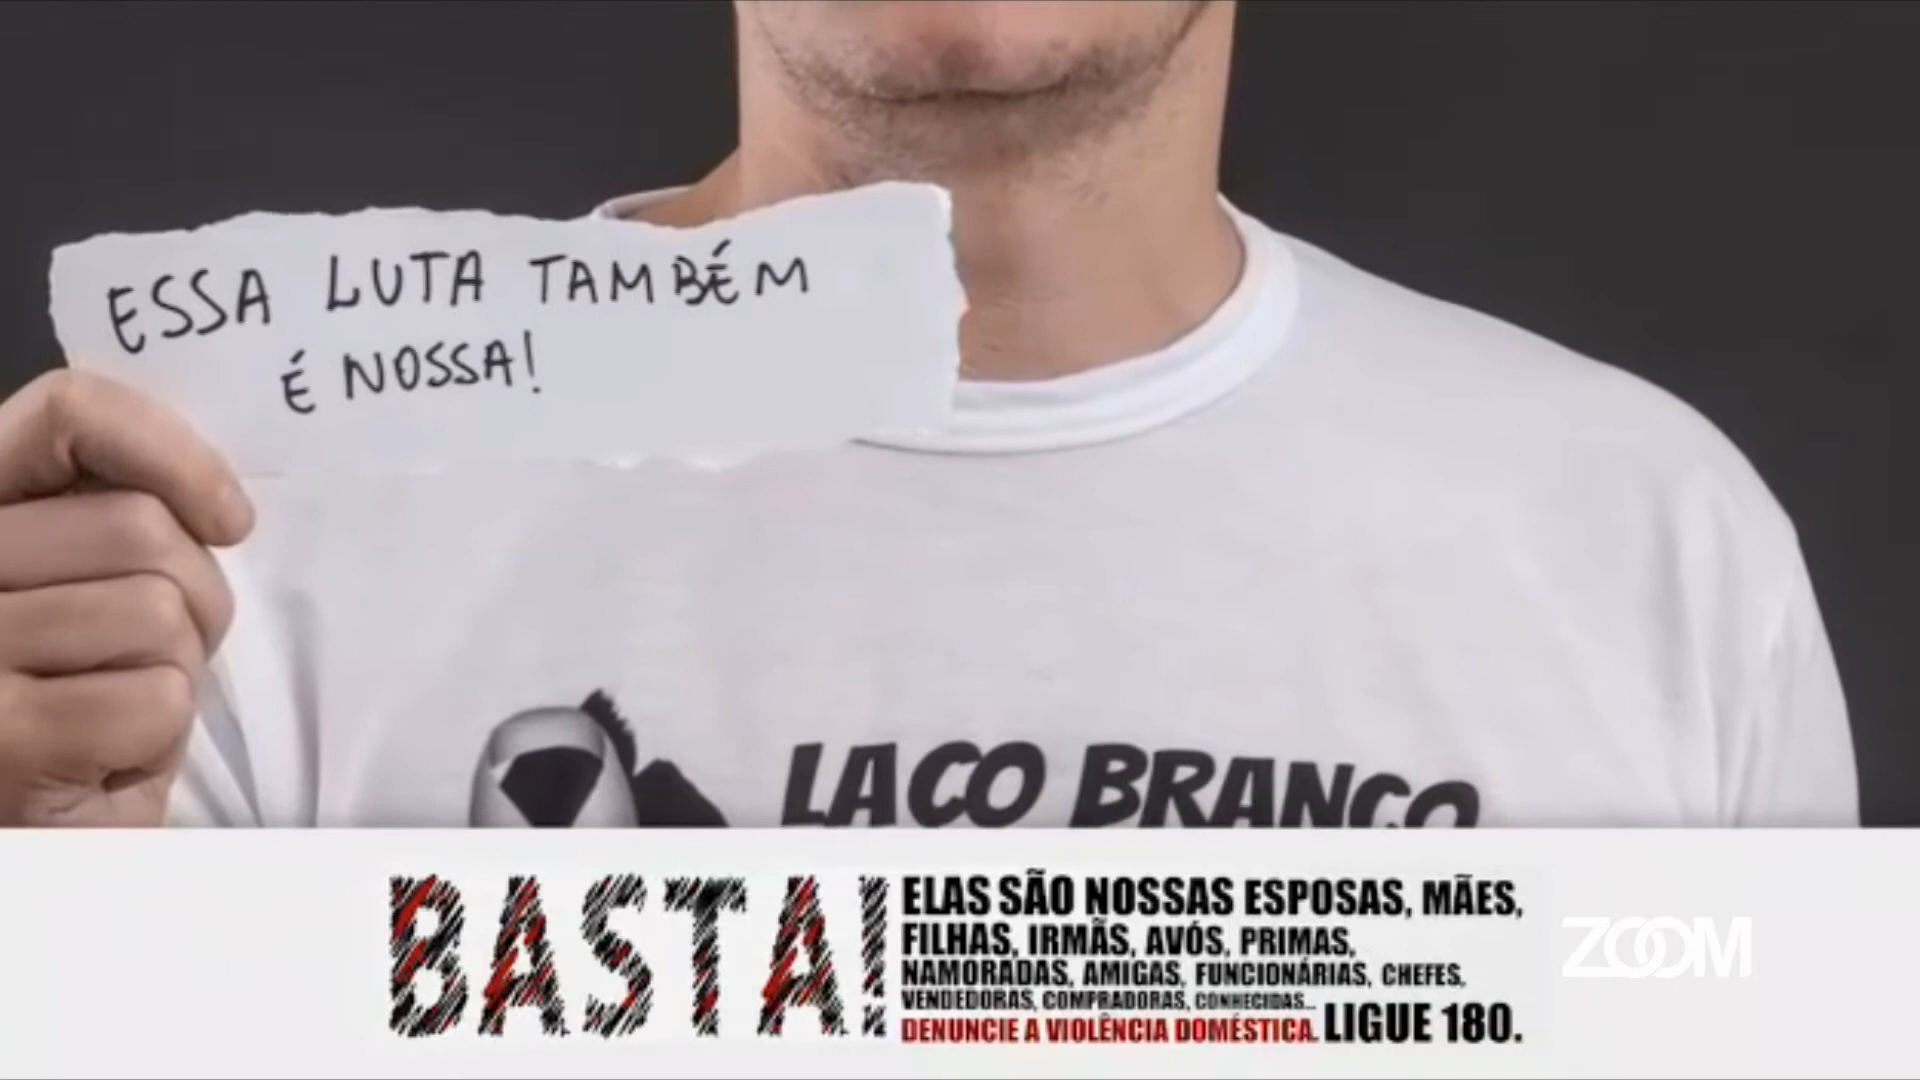 ESSA LUTA TAMBÉM
É NOSSA!
LAÇO BRANCO
BASTA!
ELAS SÃO NOSSAS ESPOSAS, MÃES,
FILHAS, IRMÃS, AVÓS, PRIMAS,
NAMORADAS, AMIGAS, FUNCIONÁRIAS, CHEFES,
VENDEDORAS, COMPRADORAS, CONHECIDAS...
DENUNCIE A VIOLÊNCIA DOMÉSTICA. LIGUE 180.
ZOOM